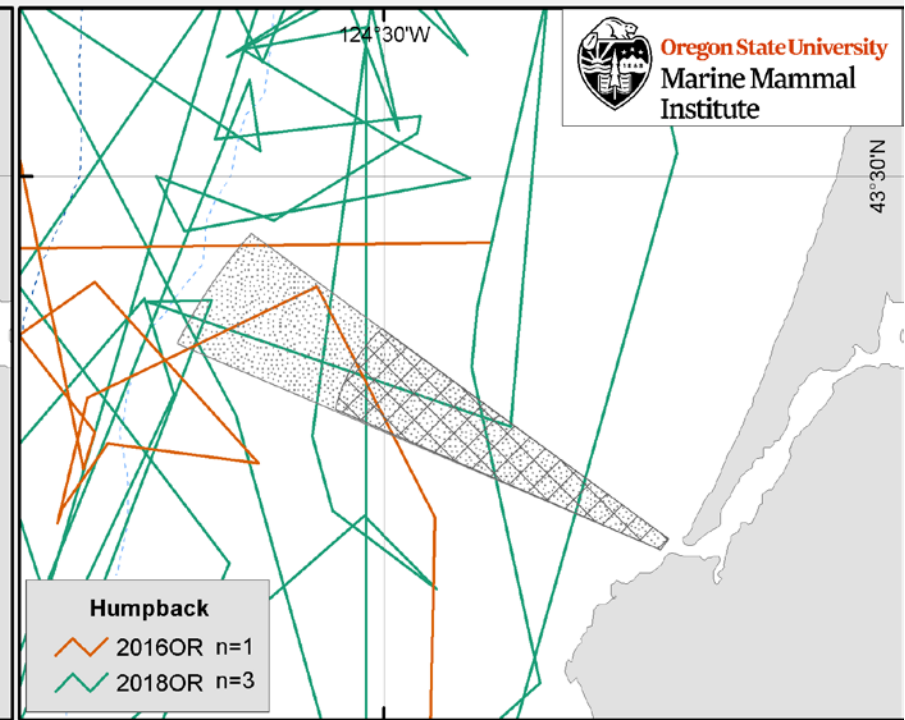 124°30'W
Oregon State University
Marine Mammal
Institute
43°30'N
Humpback
2016OR n=1
2018OR n=3